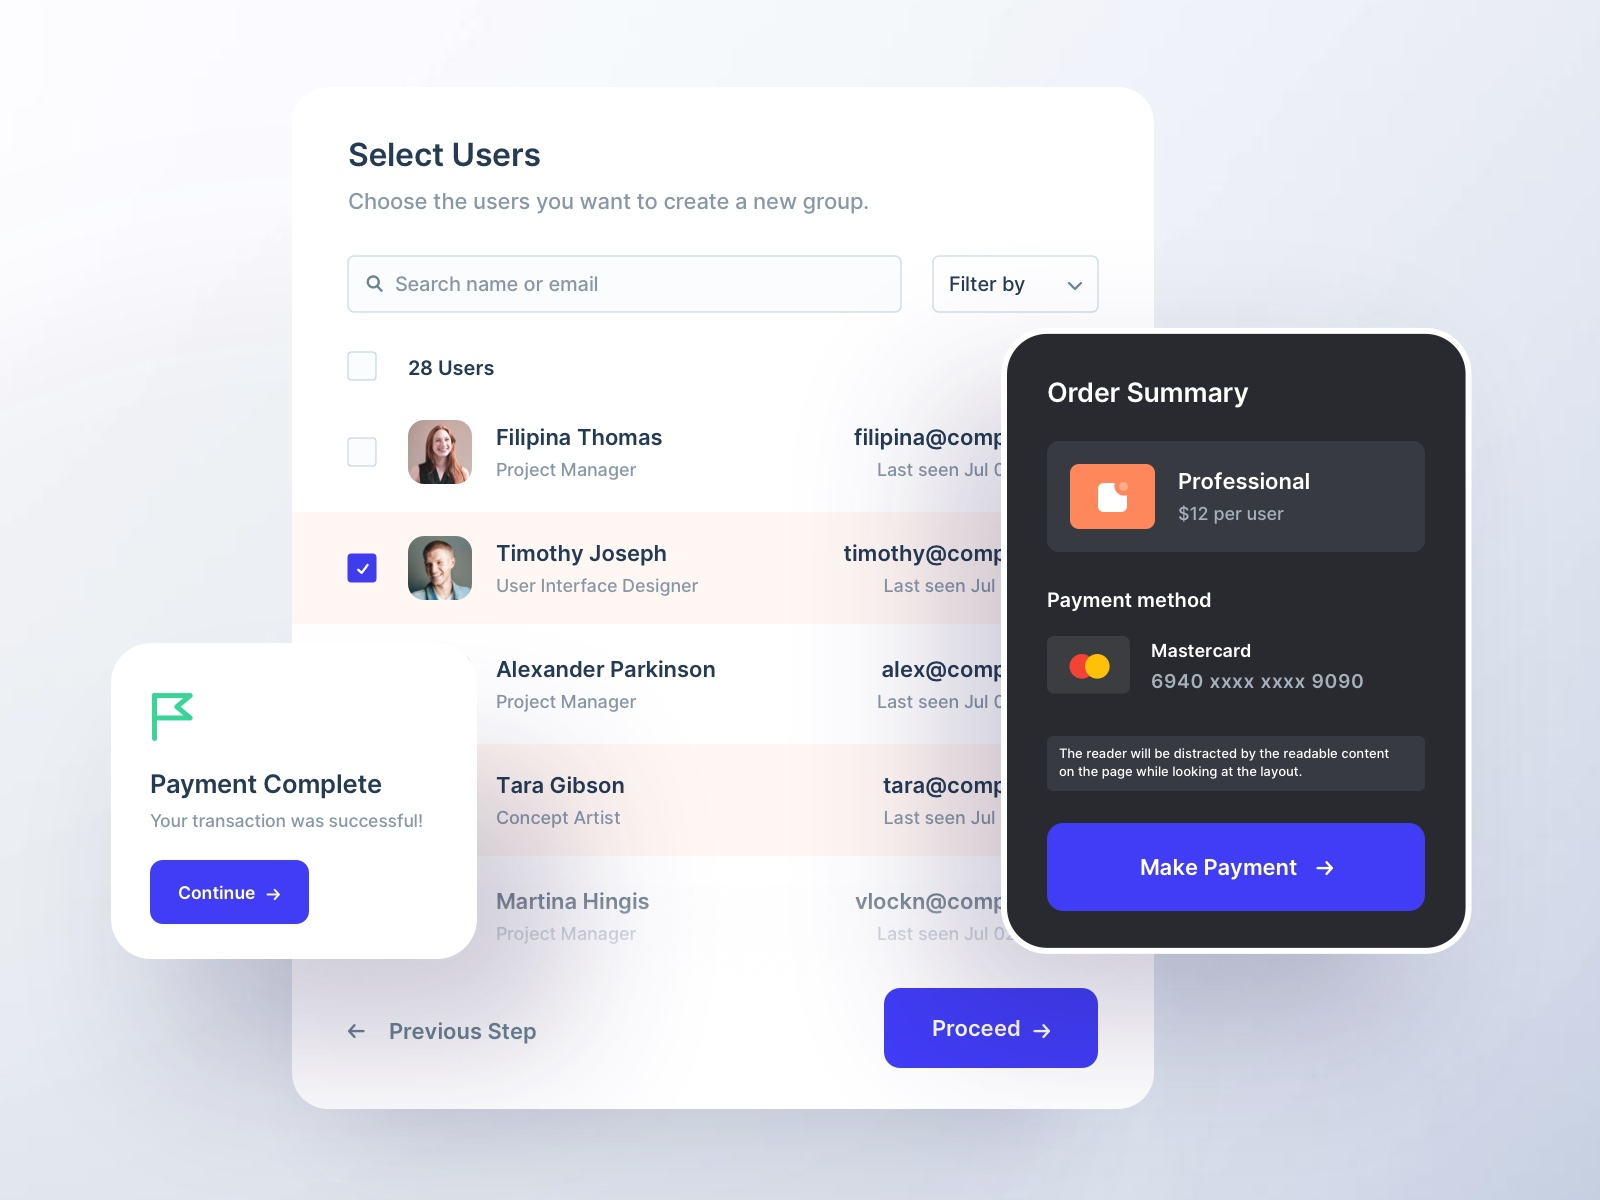 Select Users
Choose the users you want to create a new group.
Search name or email
Filter by
28 Users
Filipina Thomas
filipina@comp
Project Manager
Last seen Jul 0
Timothy Joseph
timothy@comp
User Interface Designer
Last seen Jul
Alexander Parkinson
alex@comp
Project Manager
Last seen Jul 0
Tara Gibson
tara@comp
Concept Artist
Last seen Jul
Martina Hingis
vlockn@comp
Project Manager
Last seen Jul 02
Previous Step
Proceed
Payment Complete
Your transaction was successful!
Continue
Order Summary
Professional
$12 per user
Payment method
Mastercard
6940 xxxx xxxx 9090
The reader will be distracted by the readable content
on the page while looking at the layout.
Make Payment